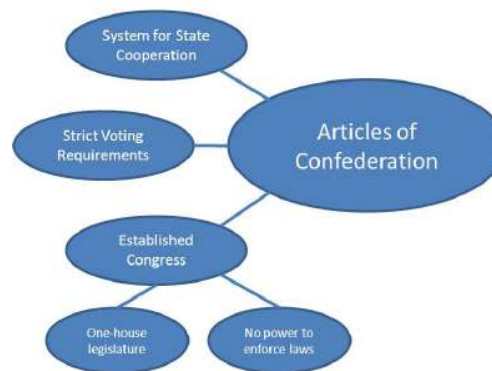 System for State
Cooperation
Articles of
Confederation
Strict Voting
Requirements
Established
Congress
One-house
legislature
No power to
enforce laws